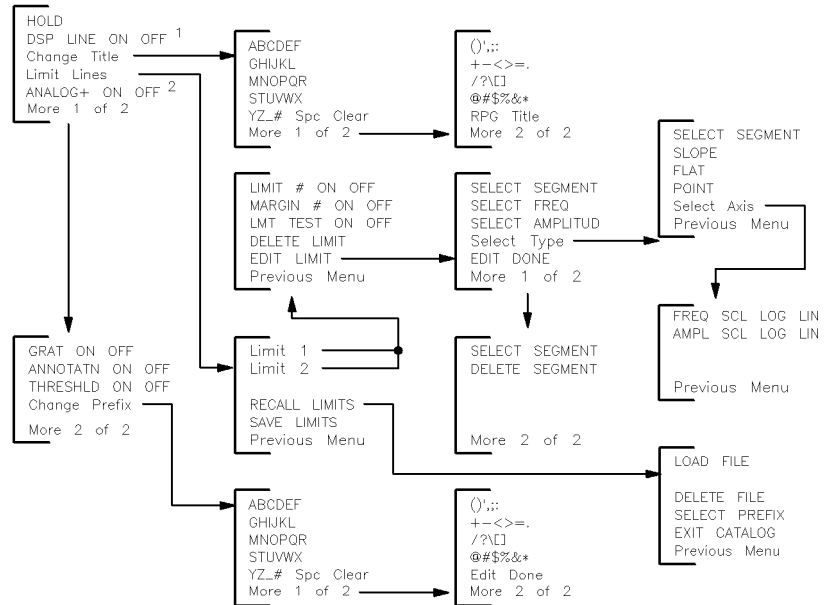 HOLD
DSP LINE ON OFF 1
Change Title
Limit Lines
ANALOG+ ON OFF 2
More 1 of 2
ABCDEF
GHIJKL
MNOPQR
STUVWX
YZ_# Spc Clear
More 1 of 2
()',;:
+-<>=.
/?\[]
@#$%&*
RPG Title
More 2 of 2
SELECT SEGMENT
SLOPE
FLAT
POINT
Select Axis
Previous Menu
LIMIT # ON OFF
MARGIN # ON OFF
LMT TEST ON OFF
DELETE LIMIT
EDIT LIMIT
Previous Menu
SELECT SEGMENT
SELECT FREQ
SELECT AMPLITUD
Select Type
EDIT DONE
More 1 of 2
FREQ SCL LOG LIN
AMPL SCL LOG LIN
Previous Menu
GRAT ON OFF
ANNOTATN ON OFF
THRESHLD ON OFF
Change Prefix
More 2 of 2
Limit 1
Limit 2
RECALL LIMITS
SAVE LIMITS
Previous Menu
SELECT SEGMENT
DELETE SEGMENT
More 2 of 2
LOAD FILE
DELETE FILE
SELECT PREFIX
EXIT CATALOG
Previous Menu
ABCDEF
GHIJKL
MNOPQR
STUVWX
YZ_# Spc Clear
More 1 of 2
()',;:
+-<>=.
/?\[]
@#$%&*
Edit Done
More 2 of 2